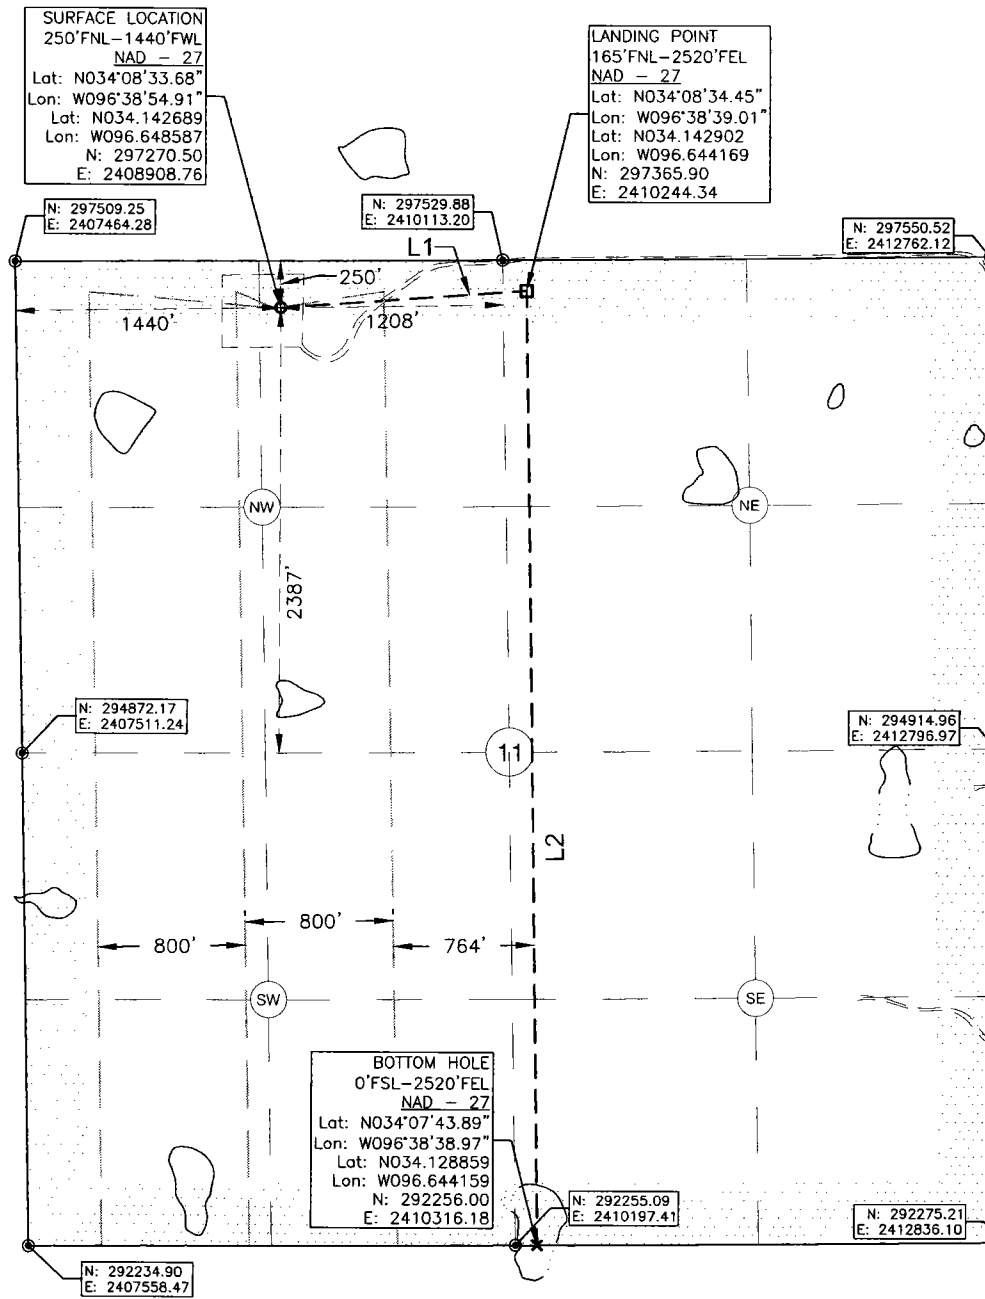 SURFACE LOCATION
250'FNL-1440'FWL
NAD - 27
Lat: N034°08'33.68"
Lon: W096°38'54.91"
Lat: N034.142689
Lon: W096.648587
N: 297270.50
E: 2408908.76
LANDING POINT
165'FNL-2520'FEL
NAD - 27
Lat: N034°08'34.45"
Lon: W096°38'39.01"
Lat: N034.142902
Lon: W096.644169
N: 297365.90
E: 2410244.34
N: 297509.25
E: 2407464.28
N: 297529.88
E: 2410113.20
N: 297550.52
E: 2412762.12
L1
250'
1440'
1208'
NW
NE
2387'
N: 294872.17
E: 2407511.24
11
N: 294914.96
E: 2412796.97
L2
800'
800'
764'
SW
SE
BOTTOM HOLE
0'FSL-2520'FEL
NAD - 27
Lat: N034°07'43.89"
Lon: W096°38'38.97"
Lat: N034.128859
Lon: W096.644159
N: 292256.00
E: 2410316.18
N: 292255.09
E: 2410197.41
N: 292275.21
E: 2412836.10
N: 292234.90
E: 2407558.47